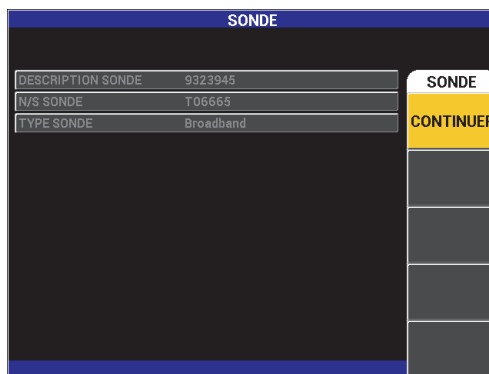 SONDE
DESCRIPTION SONDE 9323945
N/S SONDE T06665
TYPE SONDE Broadband
SONDE
CONTINUER